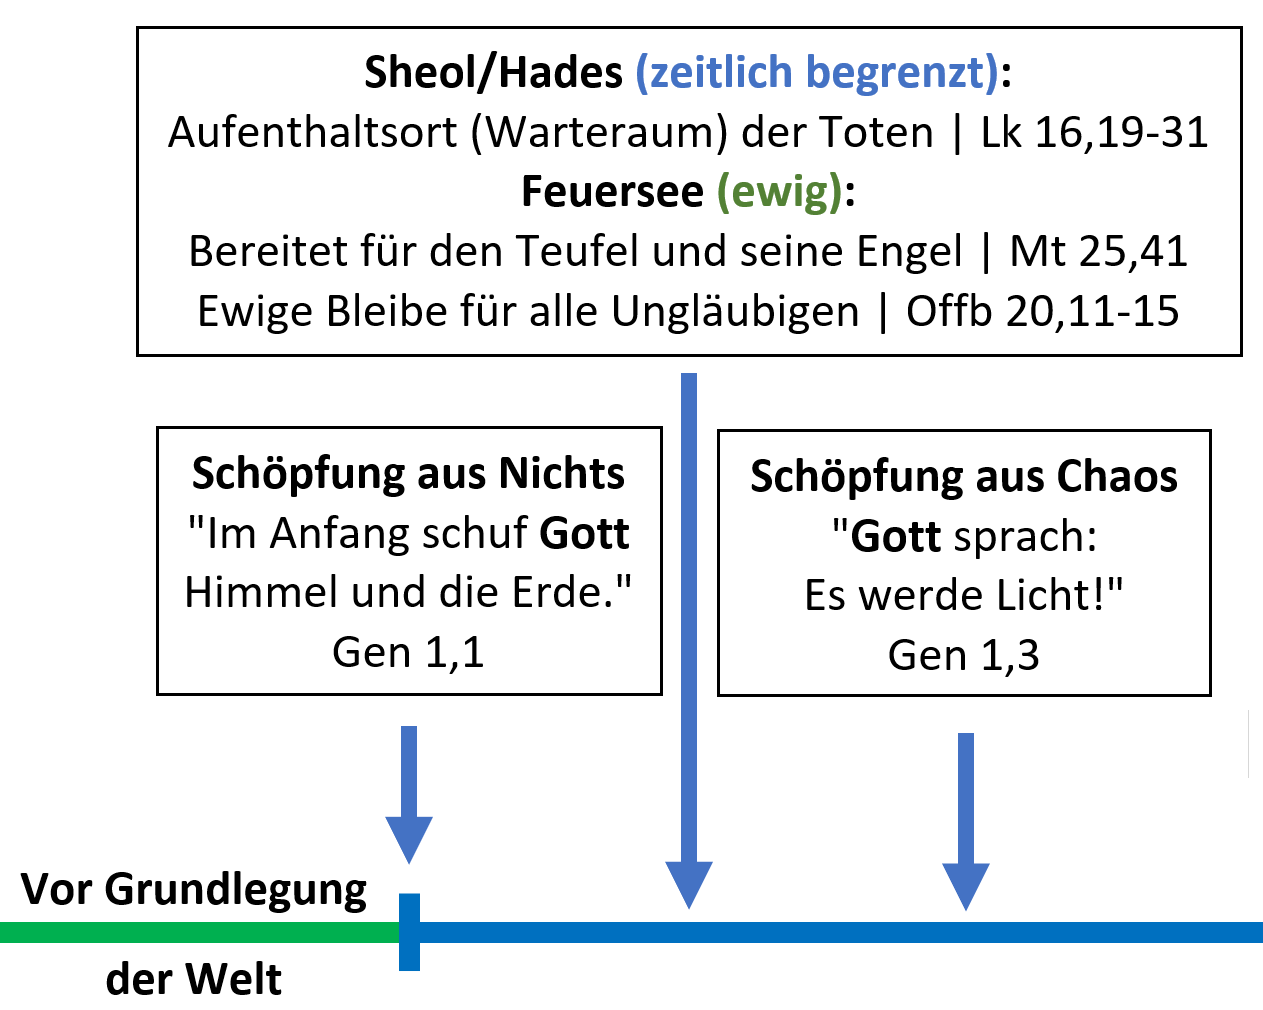 Sheol/Hades (zeitlich begrenzt):
Aufenthaltsort (Warteraum) der Toten | Lk 16,19-31
Feuersee (ewig):
Bereitet für den Teufel und seine Engel | Mt 25,41
Ewige Bleibe für alle Ungläubigen | Offb 20,11-15
Schöpfung aus Nichts
"Im Anfang schuf Gott
Himmel und die Erde."
Gen 1,1
Schöpfung aus Chaos
"Gott sprach:
Es werde Licht!"
Gen 1,3
Vor Grundlegung
der Welt